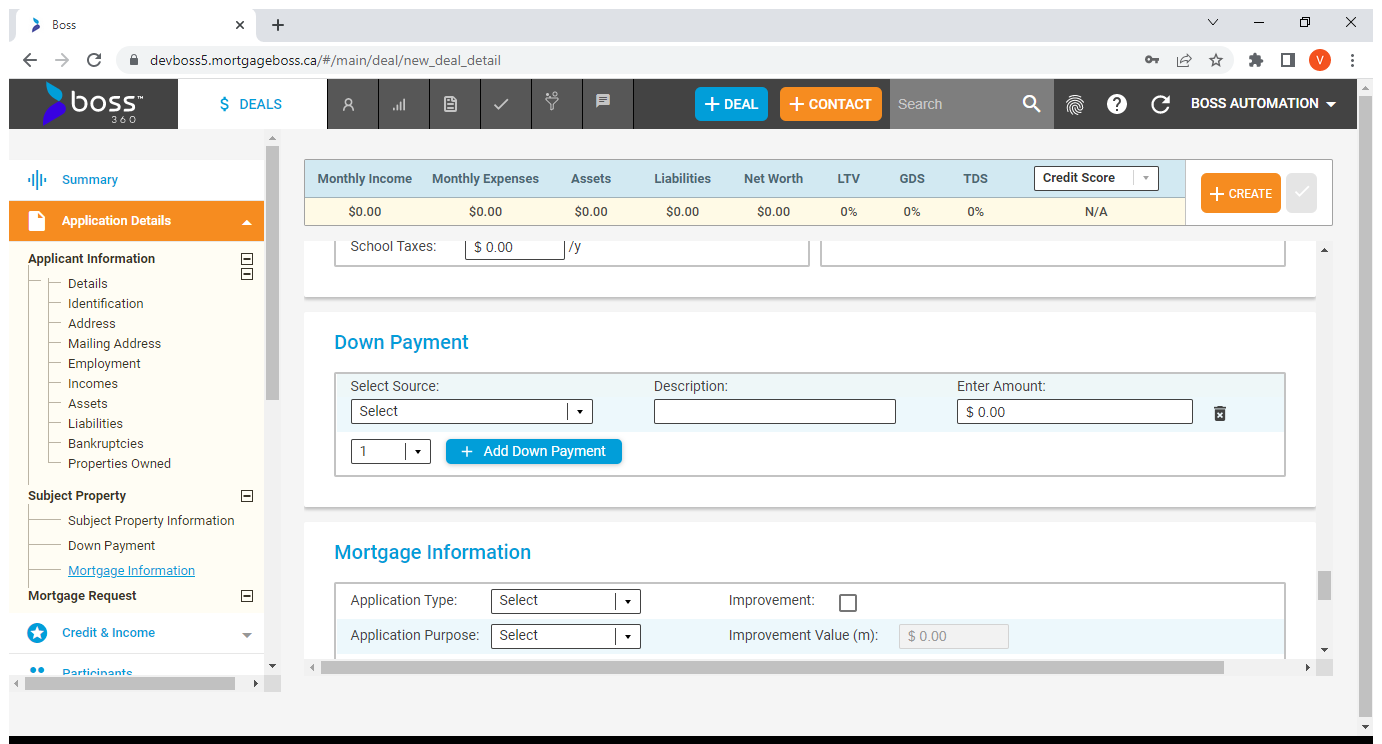 Boss
devboss5.mortgageboss.ca/#/main/deal/new_deal_detail
V
boss™
360
$ DEALS
+ DEAL
+ CONTACT
Search
BOSS AUTOMATION
Summary
Application Details
Applicant Information
Details
Identification
Address
Mailing Address
Employment
Incomes
Assets
Liabilities
Bankruptcies
Properties Owned
Subject Property
Subject Property Information
Down Payment
Mortgage Information
Mortgage Request
Credit & Income
Participants
Monthly Income Monthly Expenses Assets Liabilities Net Worth LTV GDS TDS Credit Score
$0.00 $0.00 $0.00 $0.00 $0.00 0% 0% 0% N/A
+ CREATE
School Taxes: $ 0.00 /y
Down Payment
Select Source: Description: Enter Amount:
Select $ 0.00
1 + Add Down Payment
Mortgage Information
Application Type: Select Improvement:
Application Purpose: Select Improvement Value (m): $ 0.00